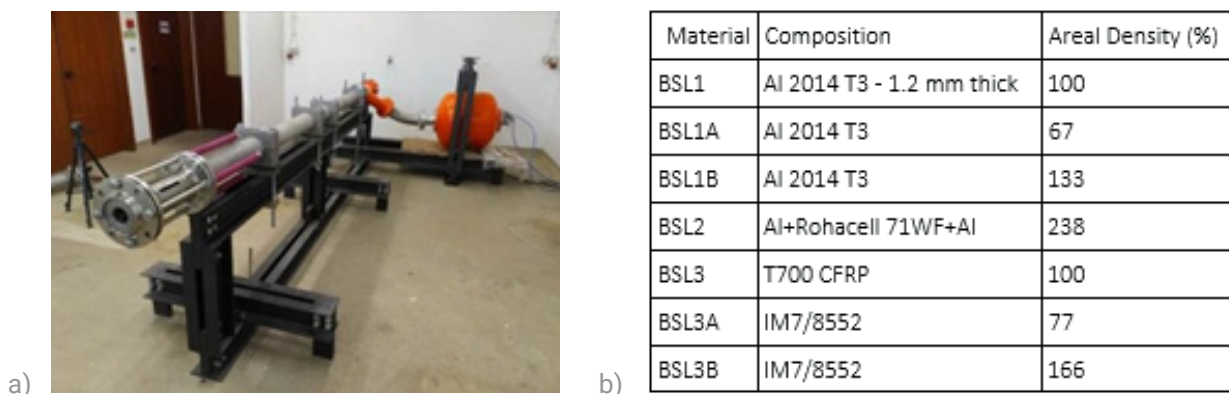 a)
b)
Material Composition Areal Density (%)
BSL1 Al 2014 T3 - 1.2 mm thick 100
BSL1A Al 2014 T3 67
BSL1B Al 2014 T3 133
BSL2 Al+Rohacell 71WF+Al 238
BSL3 T700 CFRP 100
BSL3A IM7/8552 77
BSL3B IM7/8552 166